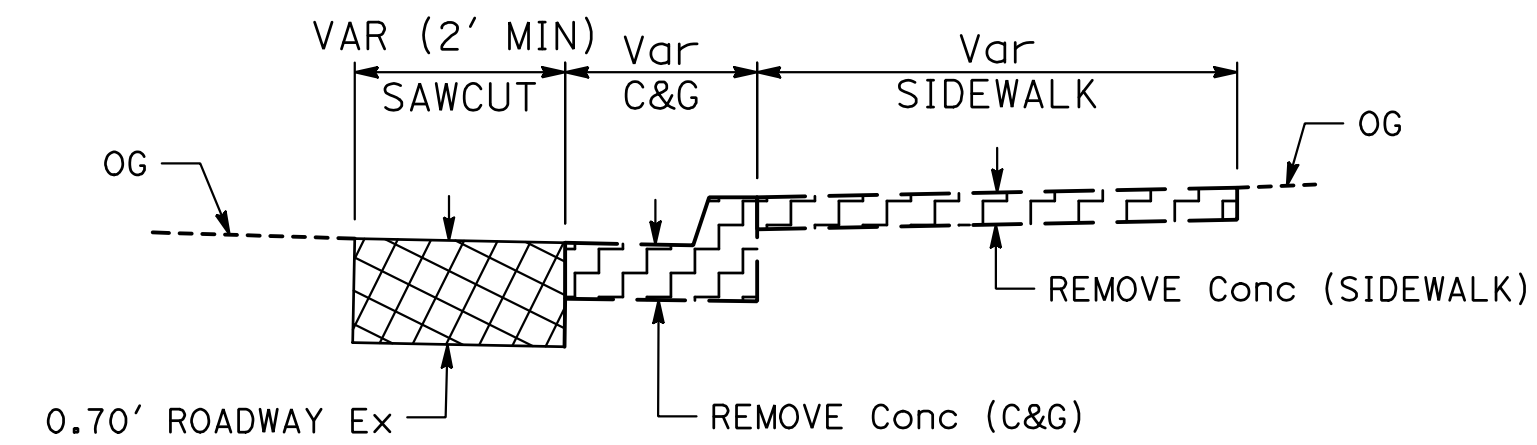 VAR (2' MIN)
SAWCUT
Var
C&G
Var
SIDEWALK
OG
OG
REMOVE Conc (SIDEWALK)
0.70' ROADWAY Ex
REMOVE Conc (C&G)